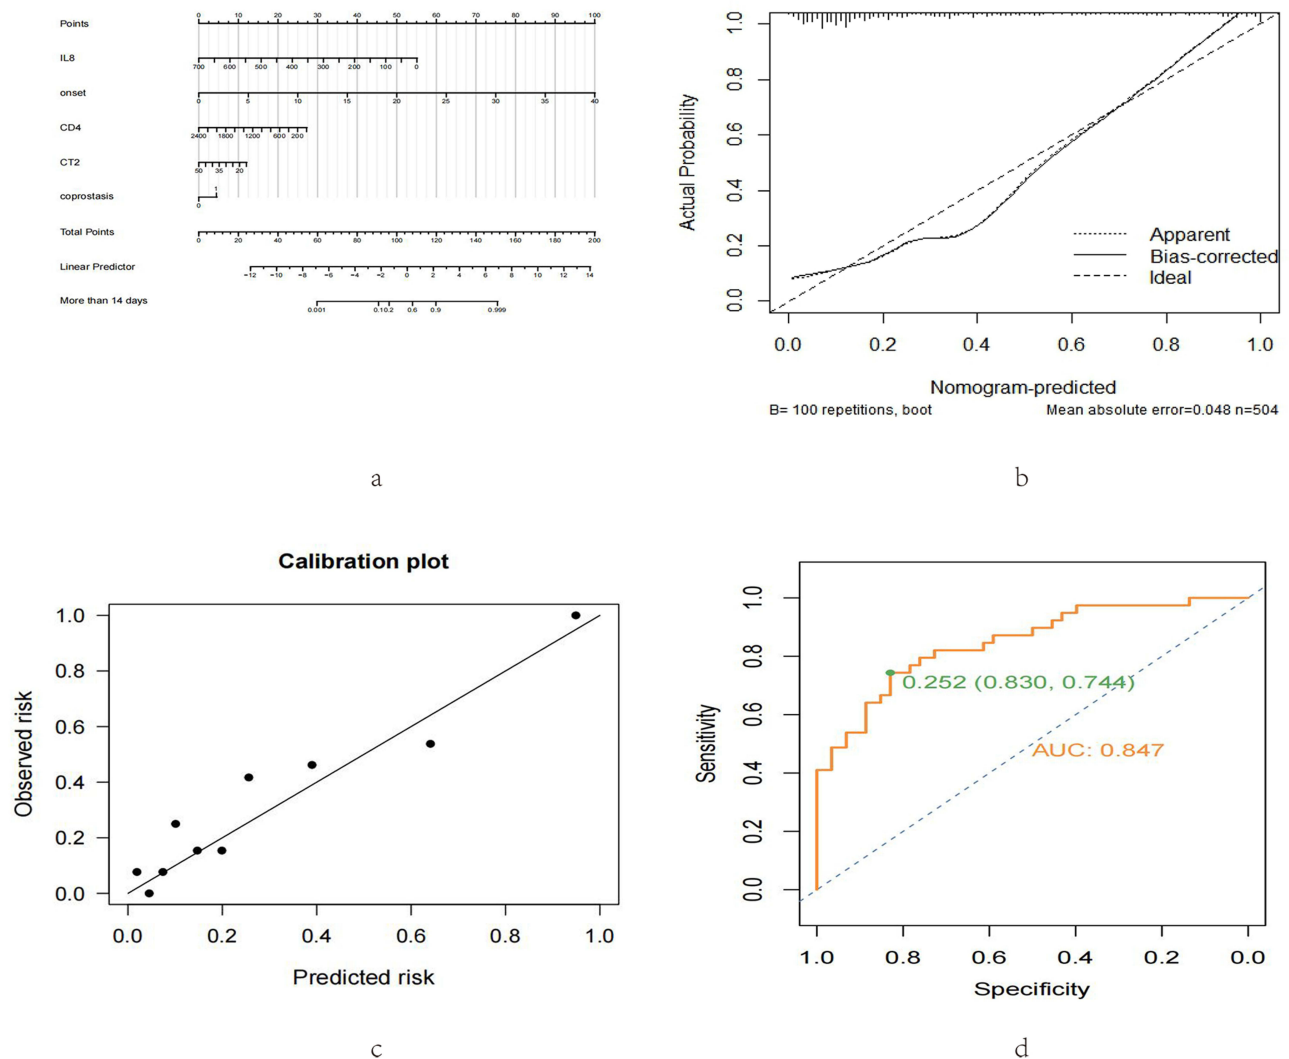 Points
0 10 20 30 40 50 60 70 80 90 100
IL8
700 600 500 400 300 200 100 0
onset
0 5 10 15 20 25 30 35 40
CD4
2400 1800 1200 600 200
CT2
50 35 20
coprostasis
1
0
Total Points
0 20 40 60 80 100 120 140 160 180 200
Linear Predictor
−12 −10 −8 −6 −4 −2 0 2 4 6 8 10 12 14
More than 14 days
0.001 0.10.2 0.6 0.9 0.999
a
Actual Probability
1.0
0.8
0.6
0.4
0.2
0.0
Apparent
Bias-corrected
Ideal
0.0 0.2 0.4 0.6 0.8 1.0
Nomogram-predicted
B= 100 repetitions, boot
Mean absolute error=0.048 n=504
b
Calibration plot
Observed risk
1.0
0.8
0.6
0.4
0.2
0.0
0.0 0.2 0.4 0.6 0.8 1.0
Predicted risk
c
Sensitivity
1.0
0.8
0.6
0.4
0.2
0.0
0.252 (0.830, 0.744)
AUC: 0.847
1.0 0.8 0.6 0.4 0.2 0.0
Specificity
d